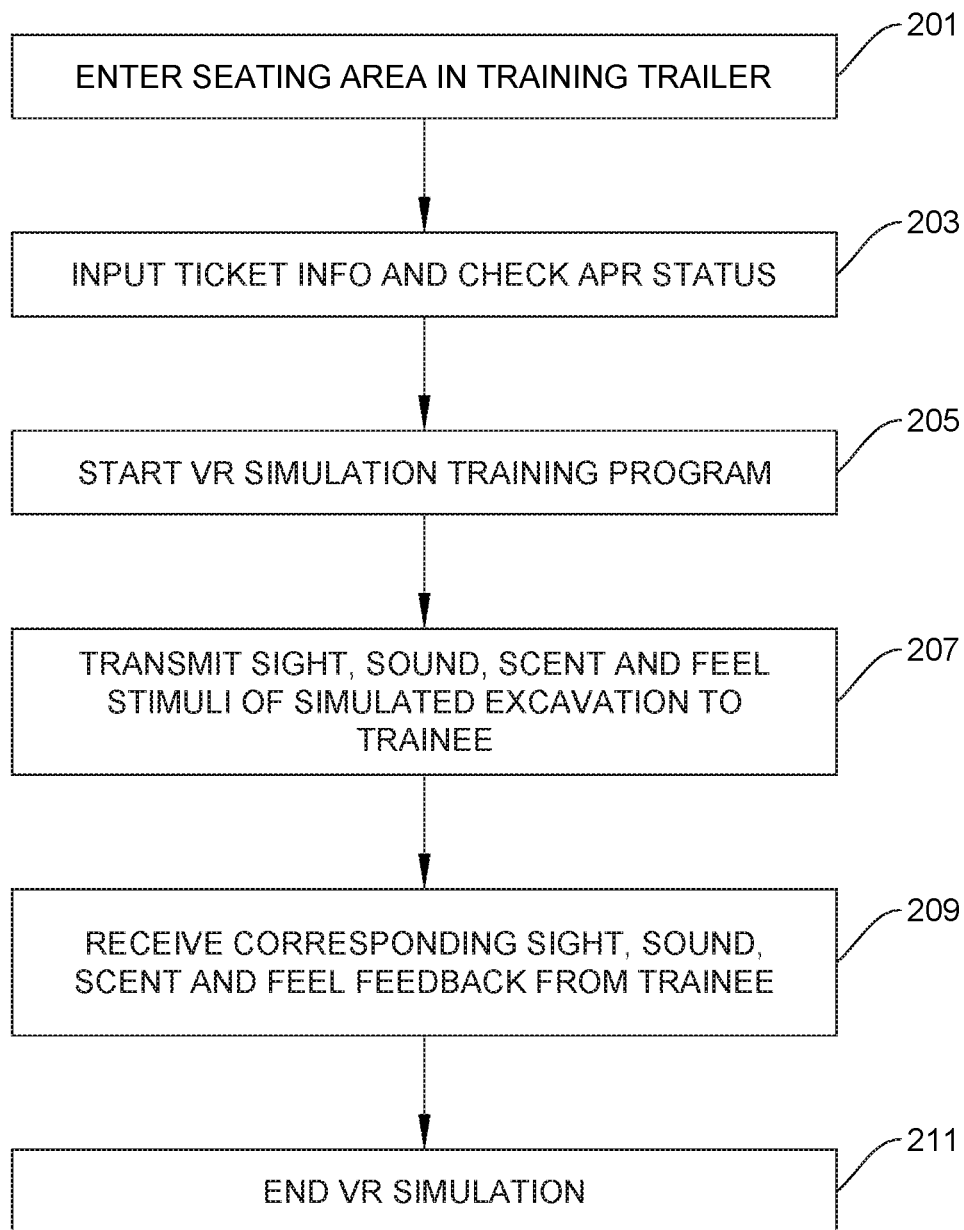 201
ENTER SEATING AREA IN TRAINING TRAILER
203
INPUT TICKET INFO AND CHECK APR STATUS
205
START VR SIMULATION TRAINING PROGRAM
207
TRANSMIT SIGHT, SOUND, SCENT AND FEEL
STIMULI OF SIMULATED EXCAVATION TO
TRAINEE
209
RECEIVE CORRESPONDING SIGHT, SOUND,
SCENT AND FEEL FEEDBACK FROM TRAINEE
211
END VR SIMULATION